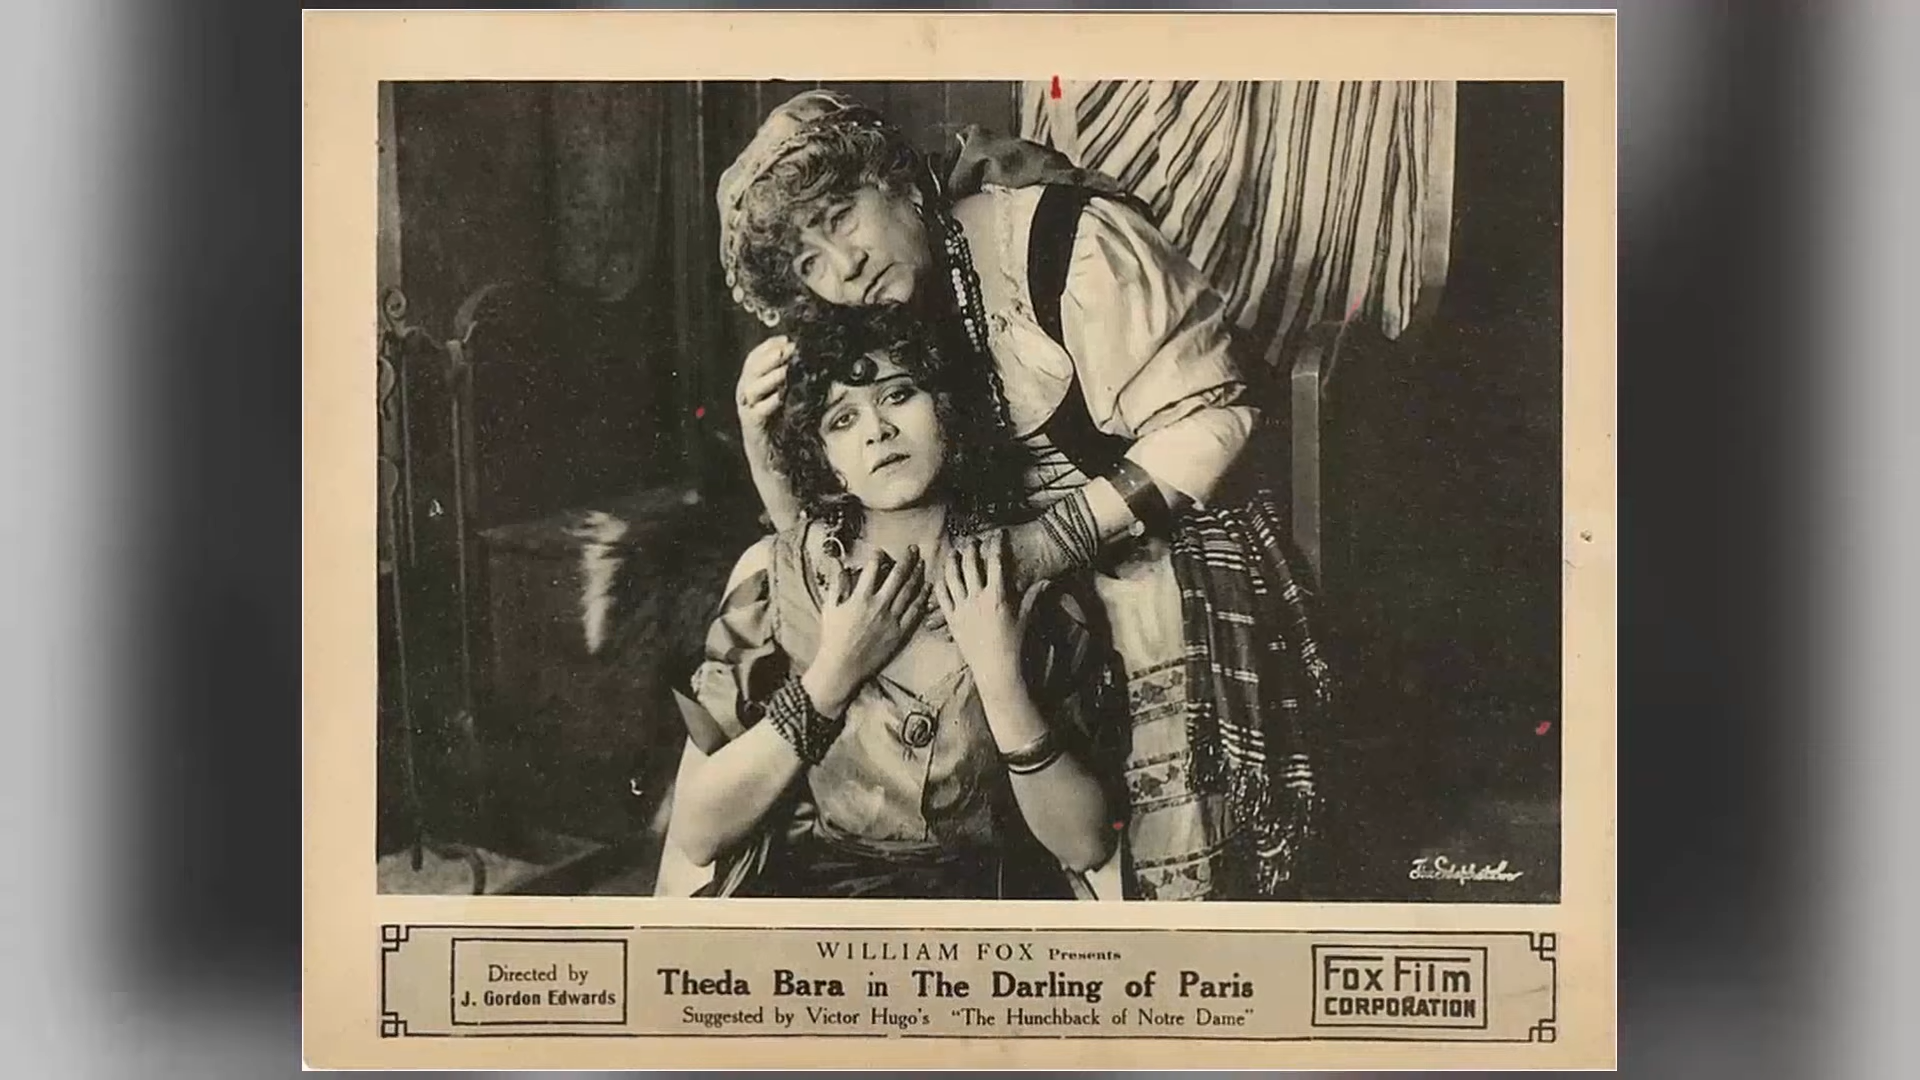 Directed by
J. Gordon Edwards
WILLIAM FOX Presents
Theda Bara in The Darling of Paris
Suggested by Victor Hugo's "The Hunchback of Notre Dame"
Fox Film
CORPORATION